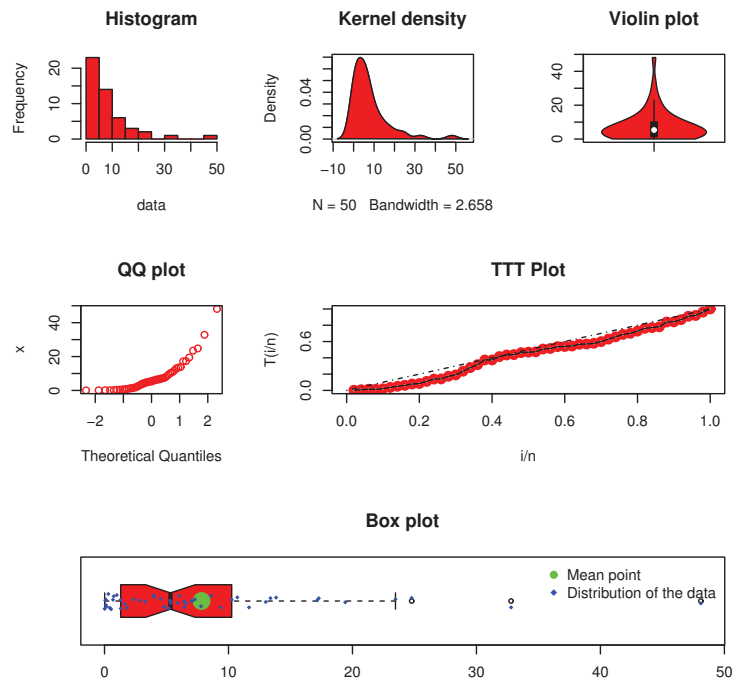 Histogram
Kernel density
Violin plot
Frequency
0 10 20
0 10 30 50
data
Density
0.00 0.04
−10 10 30 50
N = 50 Bandwidth = 2.658
0 20 40
QQ plot
TTT Plot
x
0 20 40
−2 −1 0 1 2
Theoretical Quantiles
T(i/n)
0.0 0.6
0.0 0.2 0.4 0.6 0.8 1.0
i/n
Box plot
Mean point
Distribution of the data
0 10 20 30 40 50